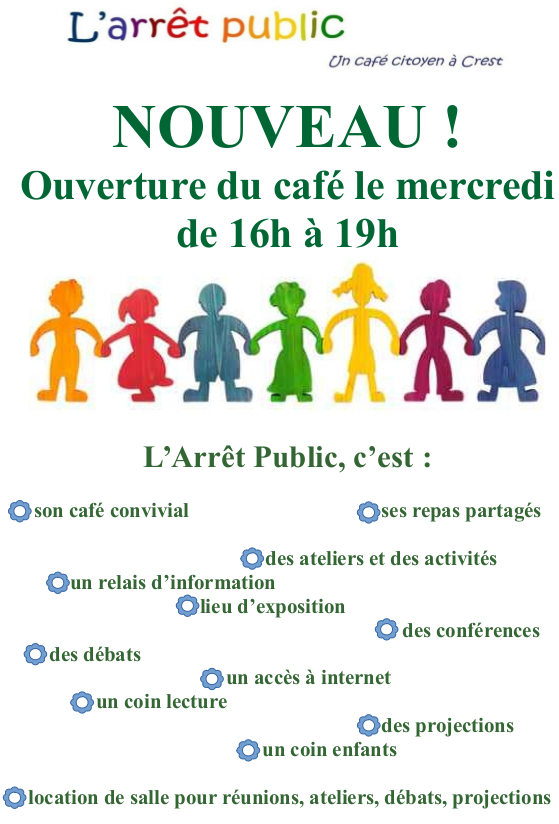 L'arrêt public
Un café citoyen à Crest
NOUVEAU !
Ouverture du café le mercredi
de 16h à 19h
L'Arrêt Public, c'est :
son café convivial
ses repas partagés
des ateliers et des activités
un relais d'information
lieu d'exposition
des conférences
des débats
un accès à internet
un coin lecture
des projections
un coin enfants
location de salle pour réunions, ateliers, débats, projections